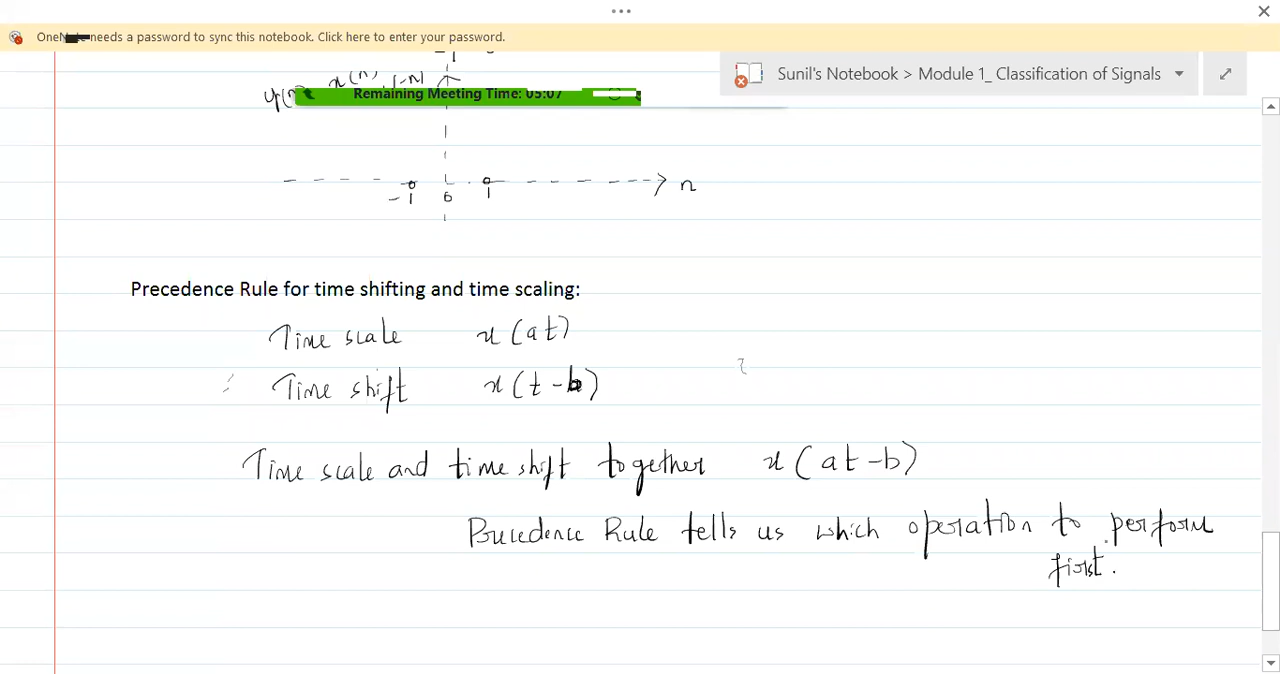 OneNote needs a password to sync this notebook. Click here to enter your password.
Sunil's Notebook > Module 1_ Classification of Signals
Remaining Meeting Time: 05:07
-1 0 1 n
Precedence Rule for time shifting and time scaling:
Time scale x(at)
Time shift x(t-b)
Time scale and time shift together x(at-b)
Precedence Rule tells us which operation to perform
first.